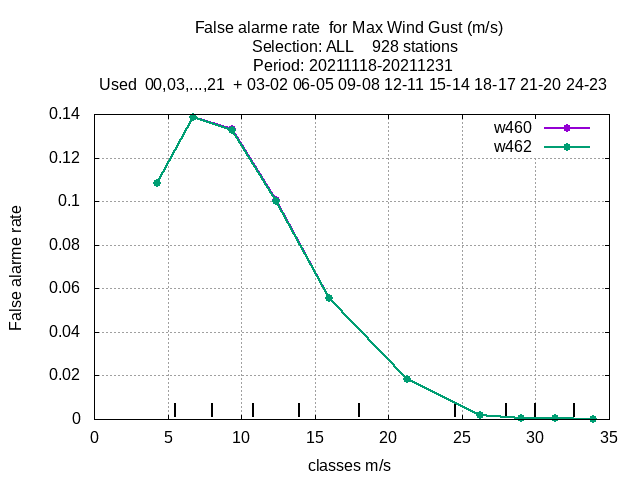 False alarme rate  for Max Wind Gust (m/s)
Selection: ALL    928 stations
Period: 20211118-20211231
Used  00,03,...,21  + 03-02 06-05 09-08 12-11 15-14 18-17 21-20 24-23
0.14
0.12
0.1
0.08
0.06
0.04
0.02
0
False alarme rate
w460
w462
0 5 10 15 20 25 30 35
classes m/s